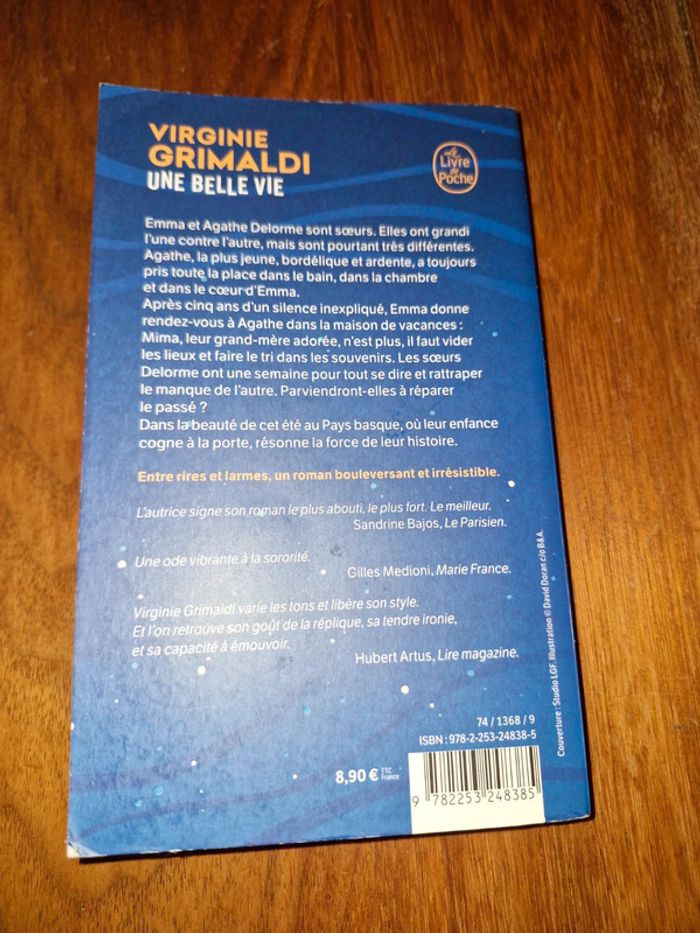 VIRGINIE
GRIMALDI
UNE BELLE VIE
Le
Livre
de
Poche
Emma et Agathe Delorme sont sœurs. Elles ont grandi
l'une contre l'autre, mais sont pourtant très différentes.
Agathe, la plus jeune, bordélique et ardente, a toujours
pris toute la place dans le bain, dans la chambre
et dans le cœur d'Emma.
Après cinq ans d'un silence inexpliqué, Emma donne
rendez-vous à Agathe dans la maison de vacances :
Mima, leur grand-mère adorée, n'est plus, il faut vider
les lieux et faire le tri dans les souvenirs. Les sœurs
Delorme ont une semaine pour tout se dire et rattraper
le manque de l'autre. Parviendront-elles à réparer
le passé ?
Dans la beauté de cet été au Pays basque, où leur enfance
cogne à la porte, résonne la force de leur histoire.
Entre rires et larmes, un roman bouleversant et irrésistible.
L'autrice signe son roman le plus abouti, le plus fort. Le meilleur.
Sandrine Bajos, Le Parisien.
Une ode vibrante à la sororité.
Gilles Medioni, Marie France.
Virginie Grimaldi varie les tons et libère son style.
Et l'on retrouve son goût de la réplique, sa tendre ironie,
et sa capacité à émouvoir.
Hubert Artus, Lire magazine.
Couverture : Studio LGF. Illustration © David Doran c/o B&A.
74 / 1368 / 9
ISBN : 978-2-253-24838-5
8,90 € TTC
France
9 782253 248385